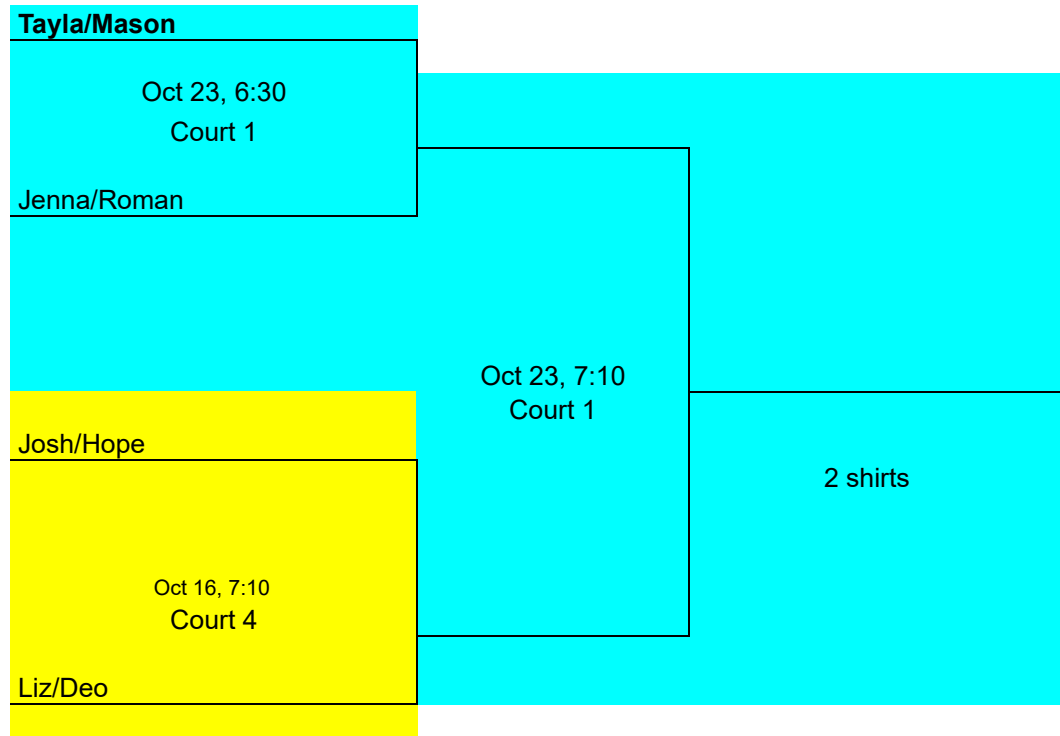 Tayla/Mason
Oct 23, 6:30
Court 1
Jenna/Roman
Oct 23, 7:10
Court 1
Josh/Hope
2 shirts
Oct 16, 7:10
Court 4
Liz/Deo